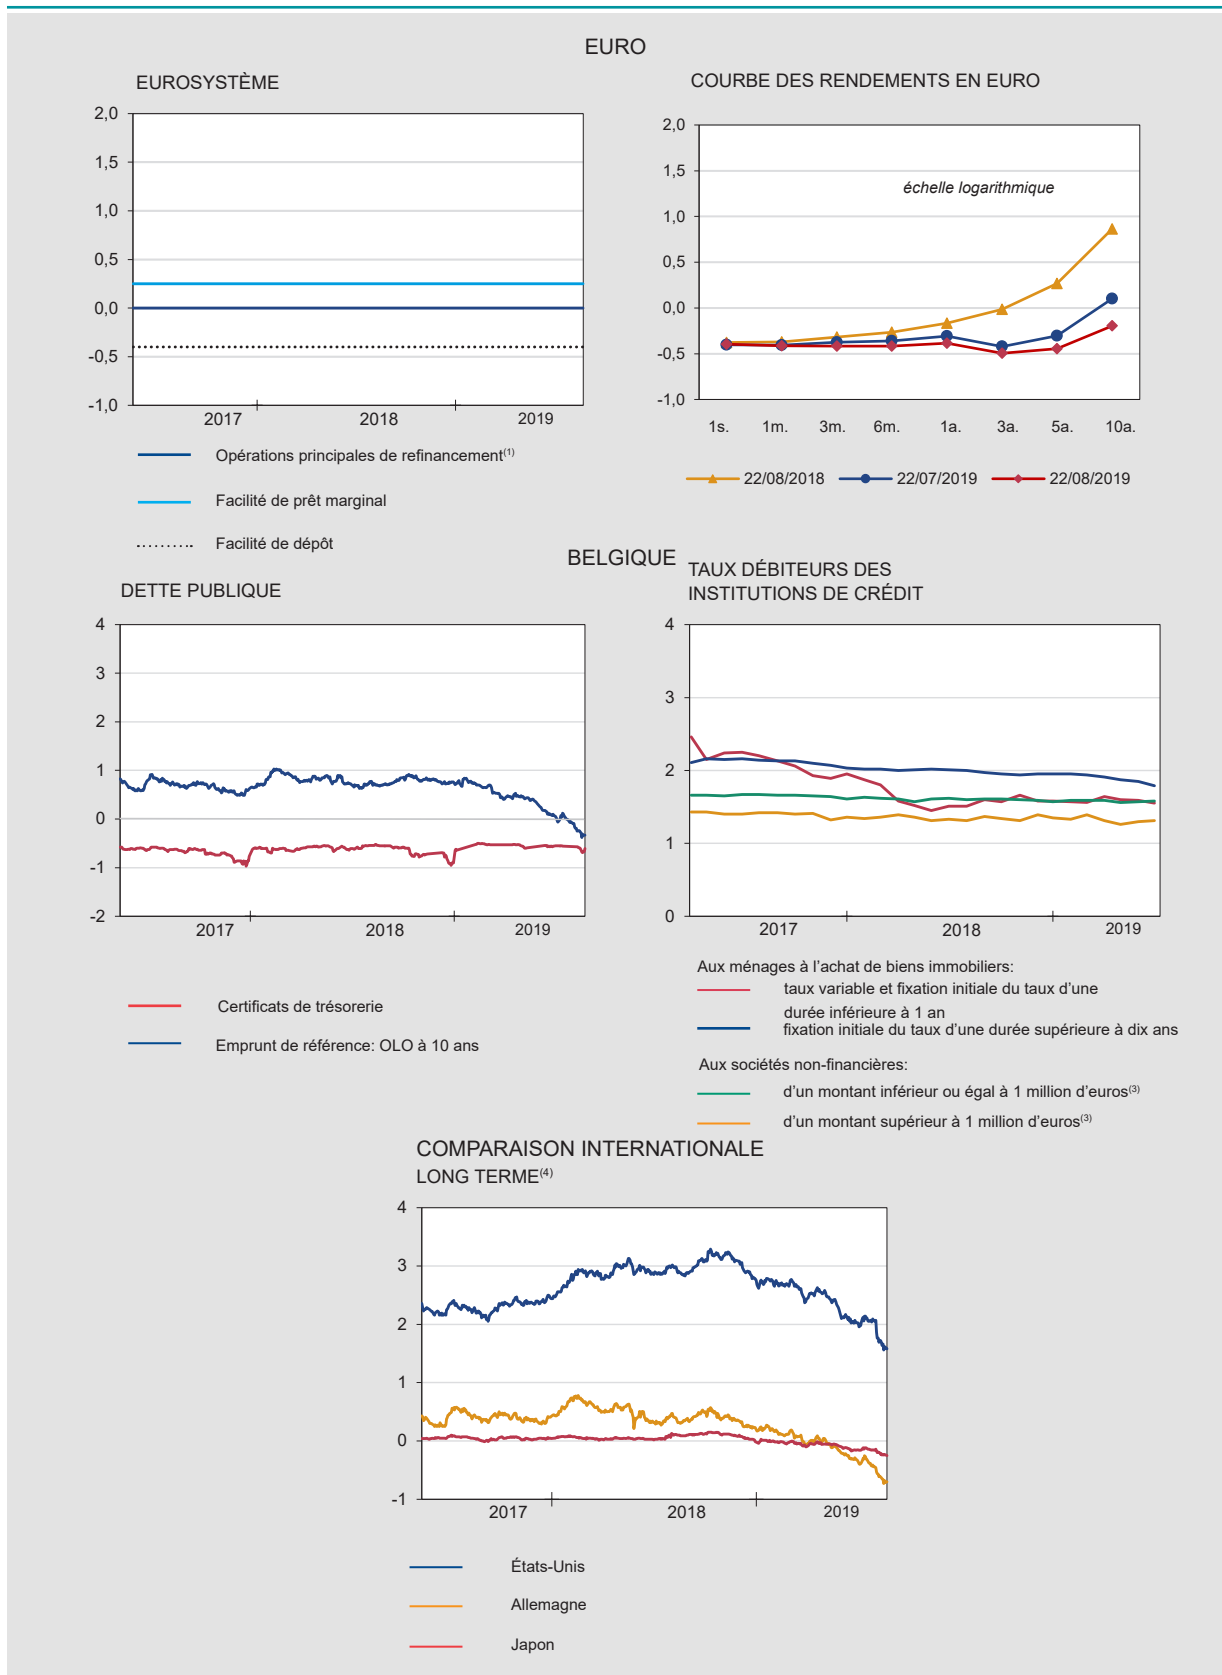 EURO
EUROSYSTÈME
2,0
1,5
1,0
0,5
0,0
-0,5
-1,0
2017 2018 2019
Opérations principales de refinancement(1)
Facilité de prêt marginal
Facilité de dépôt
COURBE DES RENDEMENTS EN EURO
2,0
1,5
1,0
0,5
0,0
-0,5
-1,0
échelle logarithmique
1s. 1m. 3m. 6m. 1a. 3a. 5a. 10a.
22/08/2018 22/07/2019 22/08/2019
BELGIQUE
DETTE PUBLIQUE
4
3
2
1
0
-1
-2
2017 2018 2019
Certificats de trésorerie
Emprunt de référence: OLO à 10 ans
TAUX DÉBITEURS DES
INSTITUTIONS DE CRÉDIT
4
3
2
1
0
2017 2018 2019
Aux ménages à l’achat de biens immobiliers:
taux variable et fixation initiale du taux d’une
durée inférieure à 1 an
fixation initiale du taux d’une durée supérieure à dix ans
Aux sociétés non-financières:
d’un montant inférieur ou égal à 1 million d’euros(3)
d’un montant supérieur à 1 million d’euros(3)
COMPARAISON INTERNATIONALE
LONG TERME(4)
4
3
2
1
0
-1
2017 2018 2019
États-Unis
Allemagne
Japon